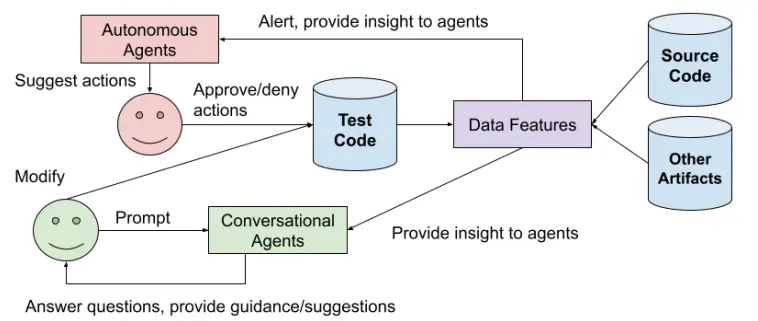 Autonomous
Agents
Alert, provide insight to agents
Suggest actions
Approve/deny
actions
Test
Code
Data Features
Source
Code
Other
Artifacts
Modify
Prompt
Conversational
Agents
Provide insight to agents
Answer questions, provide guidance/suggestions